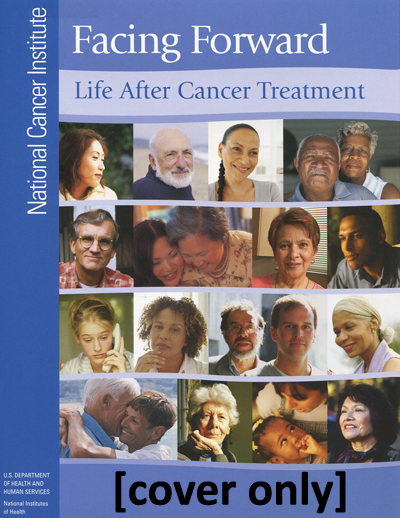 National Cancer Institute
Facing Forward
Life After Cancer Treatment
U.S. DEPARTMENT
OF HEALTH AND
HUMAN SERVICES
National Institutes
of Health
[cover only]